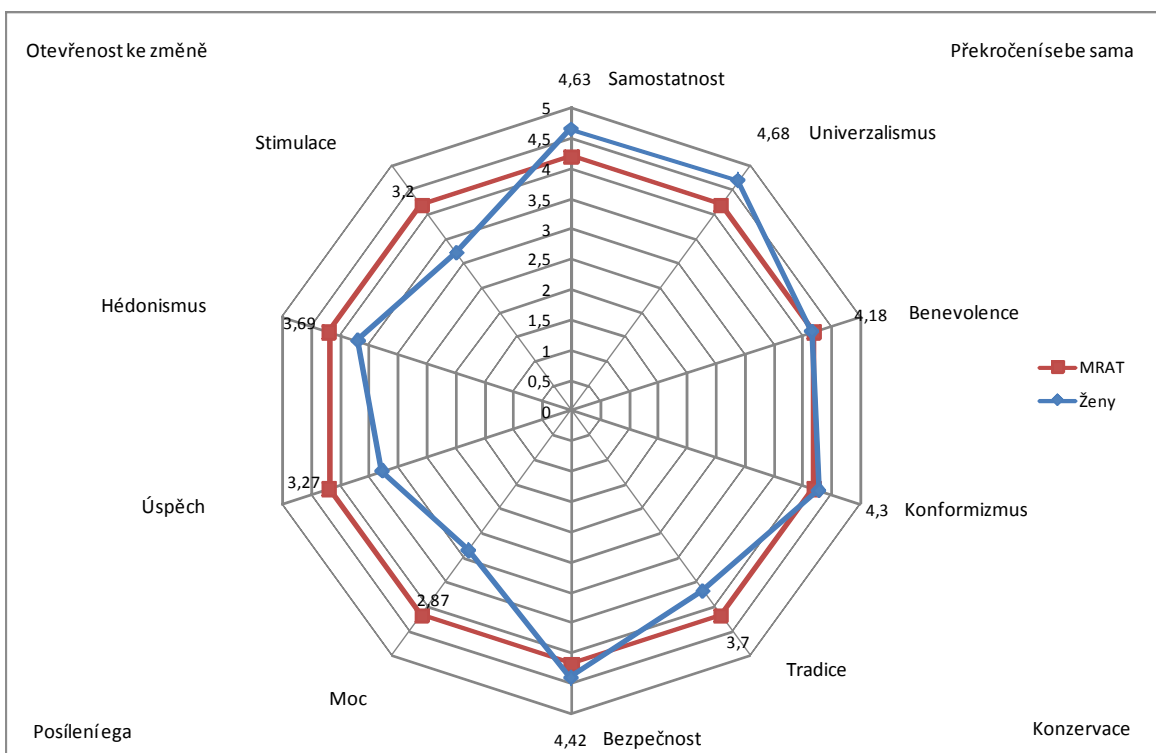 Otevřenost ke změně
Překročení sebe sama
4,63 Samostatnost
4,68 Univerzalismus
Stimulace
3,2
Hédonismus
3,69
4,18 Benevolence
Úspěch
3,27
4,3 Konformizmus
Moc
2,87
3,7
Tradice
4,42 Bezpečnost
Posílení ega
Konzervace
5
4,5
4
3,5
3
2,5
2
1,5
1
0,5
0
MRAT
Ženy